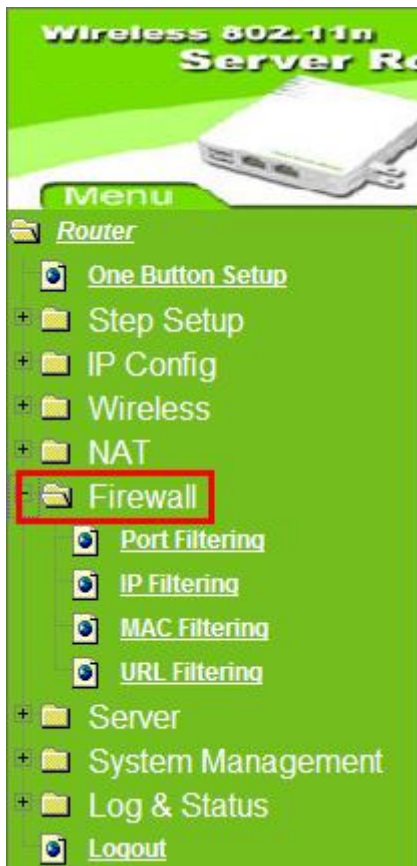 Wireless 802.11n
Server
Menu
Router
One Button Setup
Step Setup
IP Config
Wireless
NAT
Firewall
Port Filtering
IP Filtering
MAC Filtering
URL Filtering
Server
System Management
Log & Status
Logout